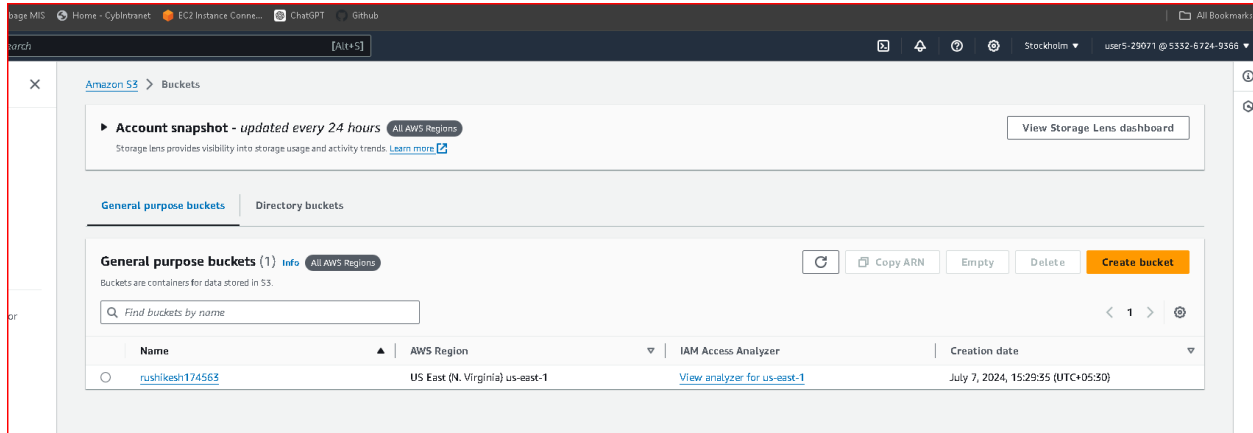 bage MIS Home - CybIntranet EC2 Instance Conne... ChatGPT Github All Bookmarks
earch [Alt+S] Stockholm ▼ user5-29071 @ 5332-6724-9366 ▼
Amazon S3 > Buckets
Account snapshot - updated every 24 hours All AWS Regions View Storage Lens dashboard
Storage lens provides visibility into storage usage and activity trends. Learn more
General purpose buckets Directory buckets
General purpose buckets (1) Info All AWS Regions Copy ARN Empty Delete Create bucket
Buckets are containers for data stored in S3.
or Find buckets by name < 1 >
Name ▲ AWS Region IAM Access Analyzer Creation date
rushikesh174563 US East (N. Virginia) us-east-1 View analyzer for us-east-1 July 7, 2024, 15:29:35 (UTC+05:30)